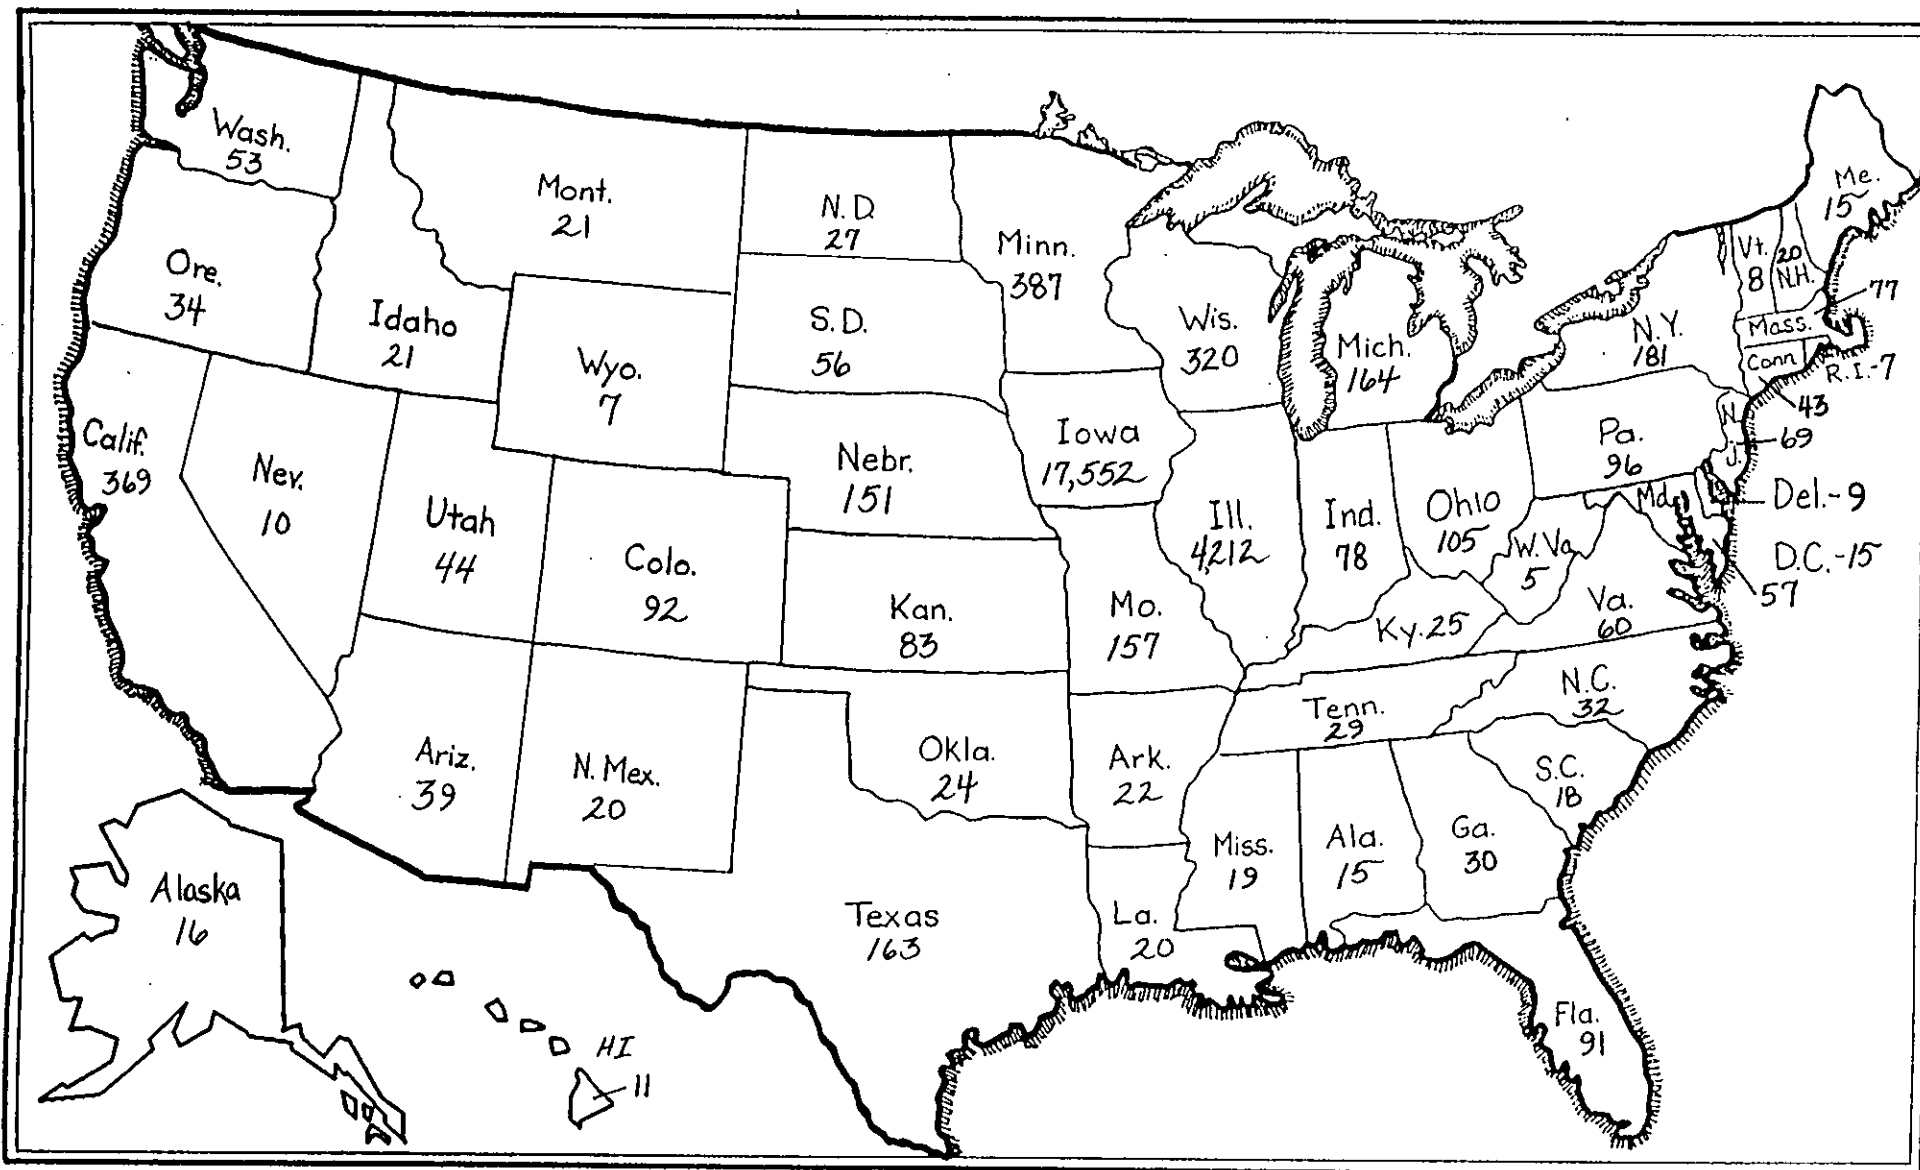 Wash.
53
Ore.
34
Calif.
369
Idaho
21
Nev.
10
Mont.
21
Wyo.
7
Utah
44
Colo.
92
Ariz.
39
N. Mex.
20
N.D.
27
S.D.
56
Nebr.
151
Kan.
83
Okla.
24
Texas
163
Minn.
387
Iowa
17,552
Mo.
157
Ark.
22
La.
20
Wis.
320
Ill.
4212
Mich.
164
Ind.
78
Ohio
105
Ky. 25
Tenn.
29
Miss.
19
Ala.
15
Ga.
30
Fla.
91
S.C.
18
N.C.
32
Va.
60
W. Va.
5
Pa.
96
N.Y.
181
Vt.
8
20
N.H.
Me.
15
77
Mass.
Conn
R.I.-7
43
N.
J.
69
Md.
Del.-9
D.C.-15
57
Alaska
16
HI
11